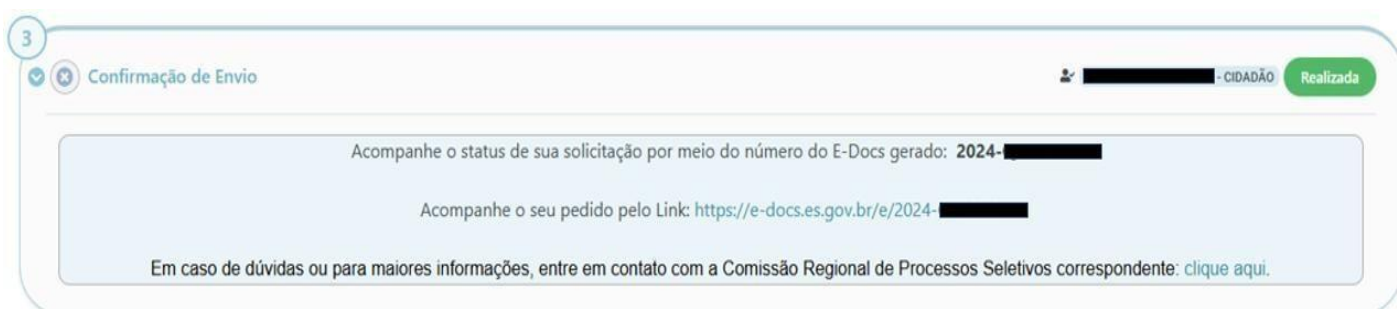 3
Confirmação de Envio - CIDADÃO Realizada
Acompanhe o status de sua solicitação por meio do número do E-Docs gerado: 2024-
Acompanhe o seu pedido pelo Link: https://e-docs.es.gov.br/e/2024-
Em caso de dúvidas ou para maiores informações, entre em contato com a Comissão Regional de Processos Seletivos correspondente: clique aqui.